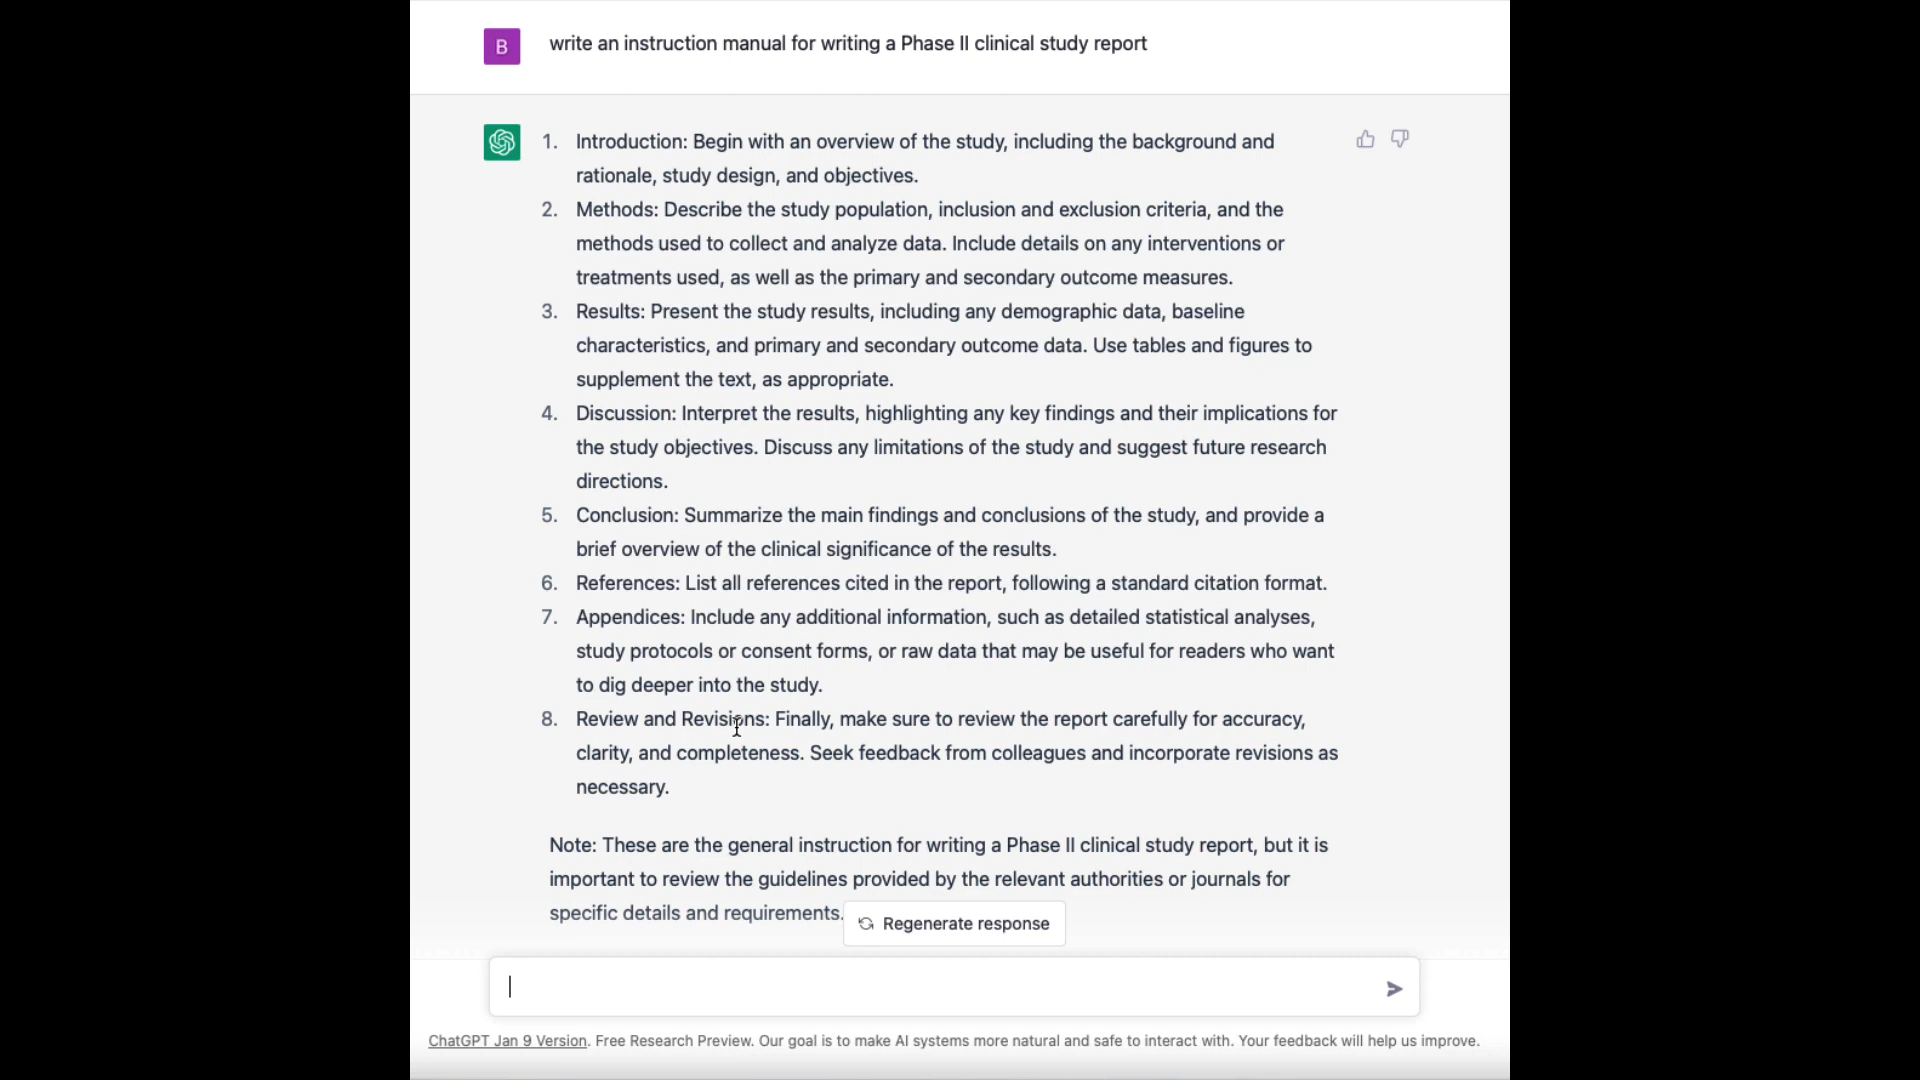 B
write an instruction manual for writing a Phase II clinical study report
1. Introduction: Begin with an overview of the study, including the background and
rationale, study design, and objectives.
2. Methods: Describe the study population, inclusion and exclusion criteria, and the
methods used to collect and analyze data. Include details on any interventions or
treatments used, as well as the primary and secondary outcome measures.
3. Results: Present the study results, including any demographic data, baseline
characteristics, and primary and secondary outcome data. Use tables and figures to
supplement the text, as appropriate.
4. Discussion: Interpret the results, highlighting any key findings and their implications for
the study objectives. Discuss any limitations of the study and suggest future research
directions.
5. Conclusion: Summarize the main findings and conclusions of the study, and provide a
brief overview of the clinical significance of the results.
6. References: List all references cited in the report, following a standard citation format.
7. Appendices: Include any additional information, such as detailed statistical analyses,
study protocols or consent forms, or raw data that may be useful for readers who want
to dig deeper into the study.
8. Review and Revisions: Finally, make sure to review the report carefully for accuracy,
clarity, and completeness. Seek feedback from colleagues and incorporate revisions as
necessary.
Note: These are the general instruction for writing a Phase II clinical study report, but it is
important to review the guidelines provided by the relevant authorities or journals for
specific details and requirements.
Regenerate response
ChatGPT Jan 9 Version. Free Research Preview. Our goal is to make AI systems more natural and safe to interact with. Your feedback will help us improve.